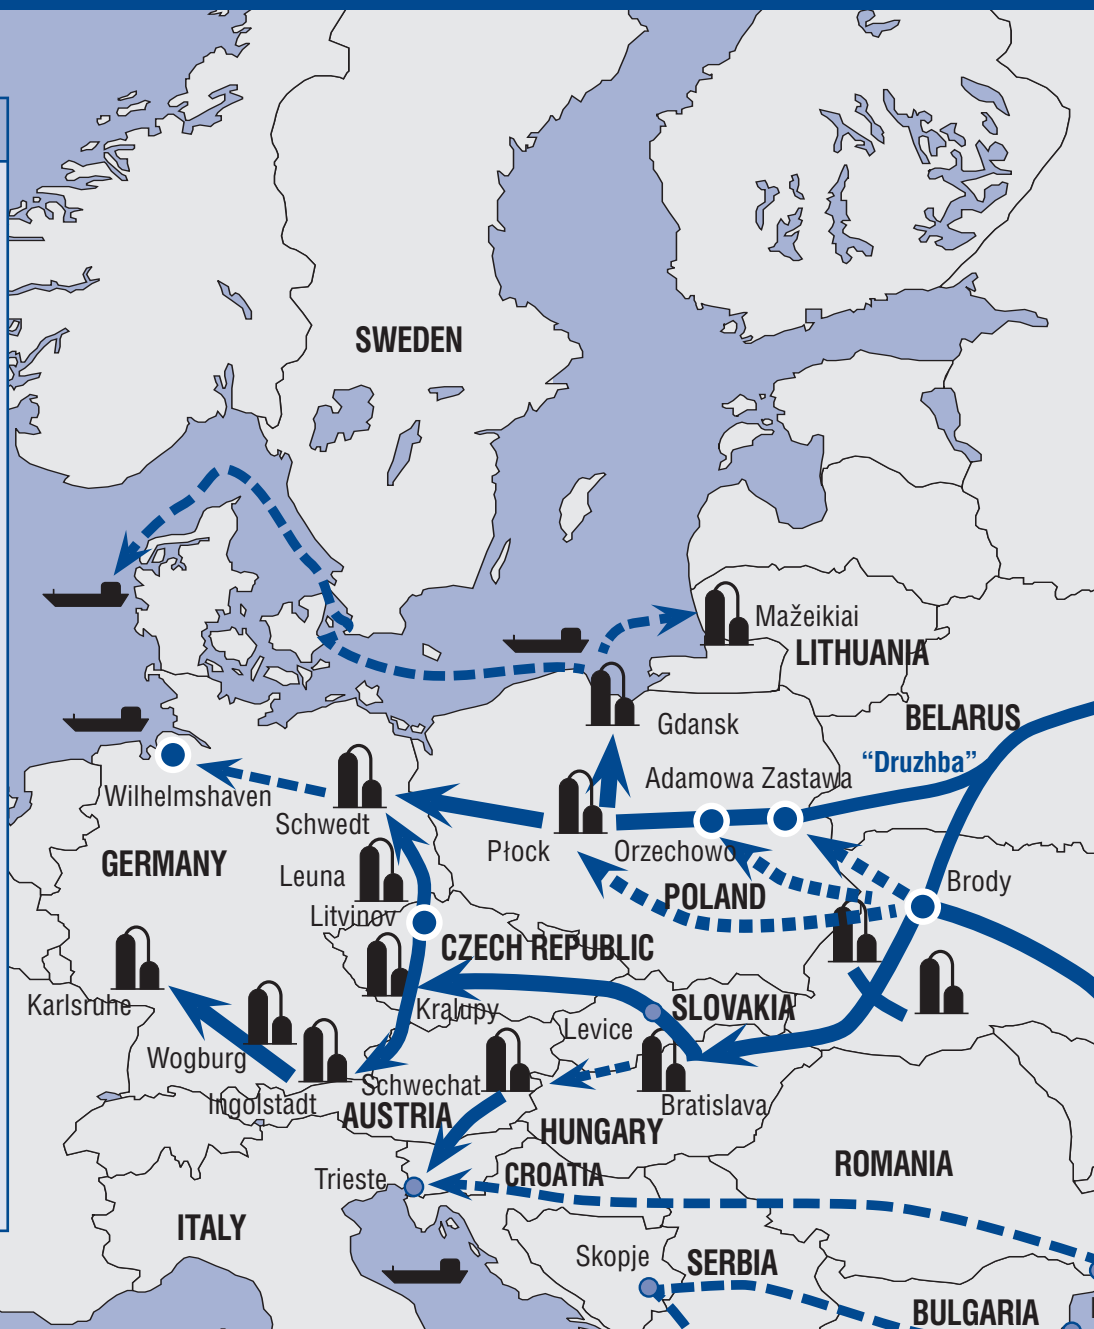 SWEDEN
Mažeikiai
LITHUANIA
Gdansk
BELARUS
“Druzhba”
Adamowa Zastawa
Wilhelmshaven
Schwedt
Płock
Orzechowo
GERMANY
Leuna
POLAND
Brody
Litvinov
CZECH REPUBLIC
Karlsruhe
Kralupy
SLOVAKIA
Levice
Wogburg
Schwechat
Ingolstadt
Bratislava
AUSTRIA
HUNGARY
ROMANIA
Trieste
CROATIA
ITALY
Skopje
SERBIA
BULGARIA